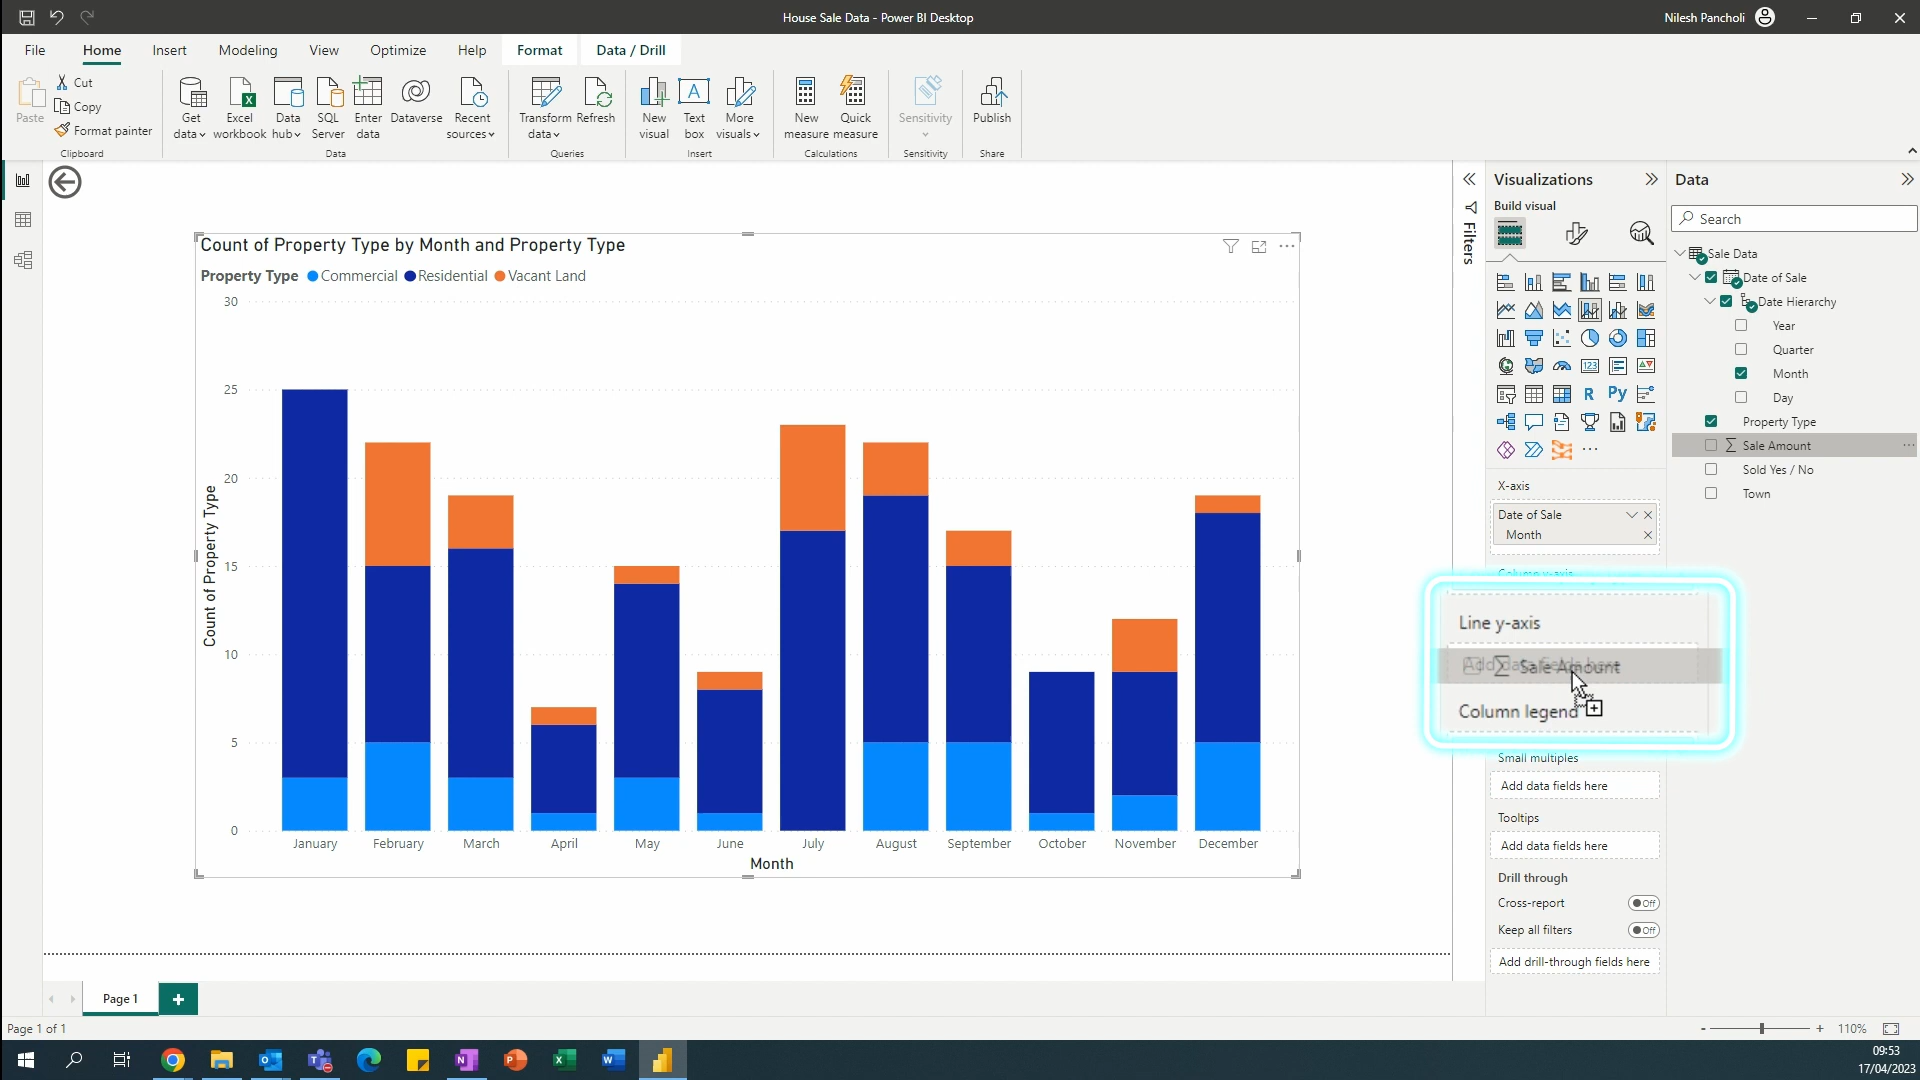 House Sale Data - Power BI Desktop
Nilesh Pancholi
File
Home
Insert
Modeling
View
Optimize
Help
Format
Data / Drill
Paste
Cut
Copy
Format painter
Clipboard
Get
data
Excel
workbook
Data
hub
SQL
Server
Enter
data
Dataverse
Recent
sources
Data
Transform
data
Refresh
Queries
New
visual
A
Text
box
More
visuals
Insert
New
measure
Quick
measure
Calculations
Sensitivity
Sensitivity
Publish
Share
Count of Property Type by Month and Property Type
Property Type
Commercial
Residential
Vacant Land
30
25
20
15
10
5
0
Count of Property Type
January
February
March
April
May
June
July
August
September
October
November
December
Month
Filters
Visualizations
Build visual
123
R
Py
X-axis
Date of Sale
Month
Column y-axis
Line y-axis
Add data fields here
Σ Sale Amount
Column legend
Small multiples
Add data fields here
Tooltips
Add data fields here
Drill through
Cross-report
Off
Keep all filters
Off
Add drill-through fields here
Data
Search
Sale Data
Date of Sale
Date Hierarchy
Year
Quarter
Month
Day
Property Type
Σ Sale Amount
Sold Yes / No
Town
Page 1
+
Page 1 of 1
- + 110%
09:53
17/04/2023